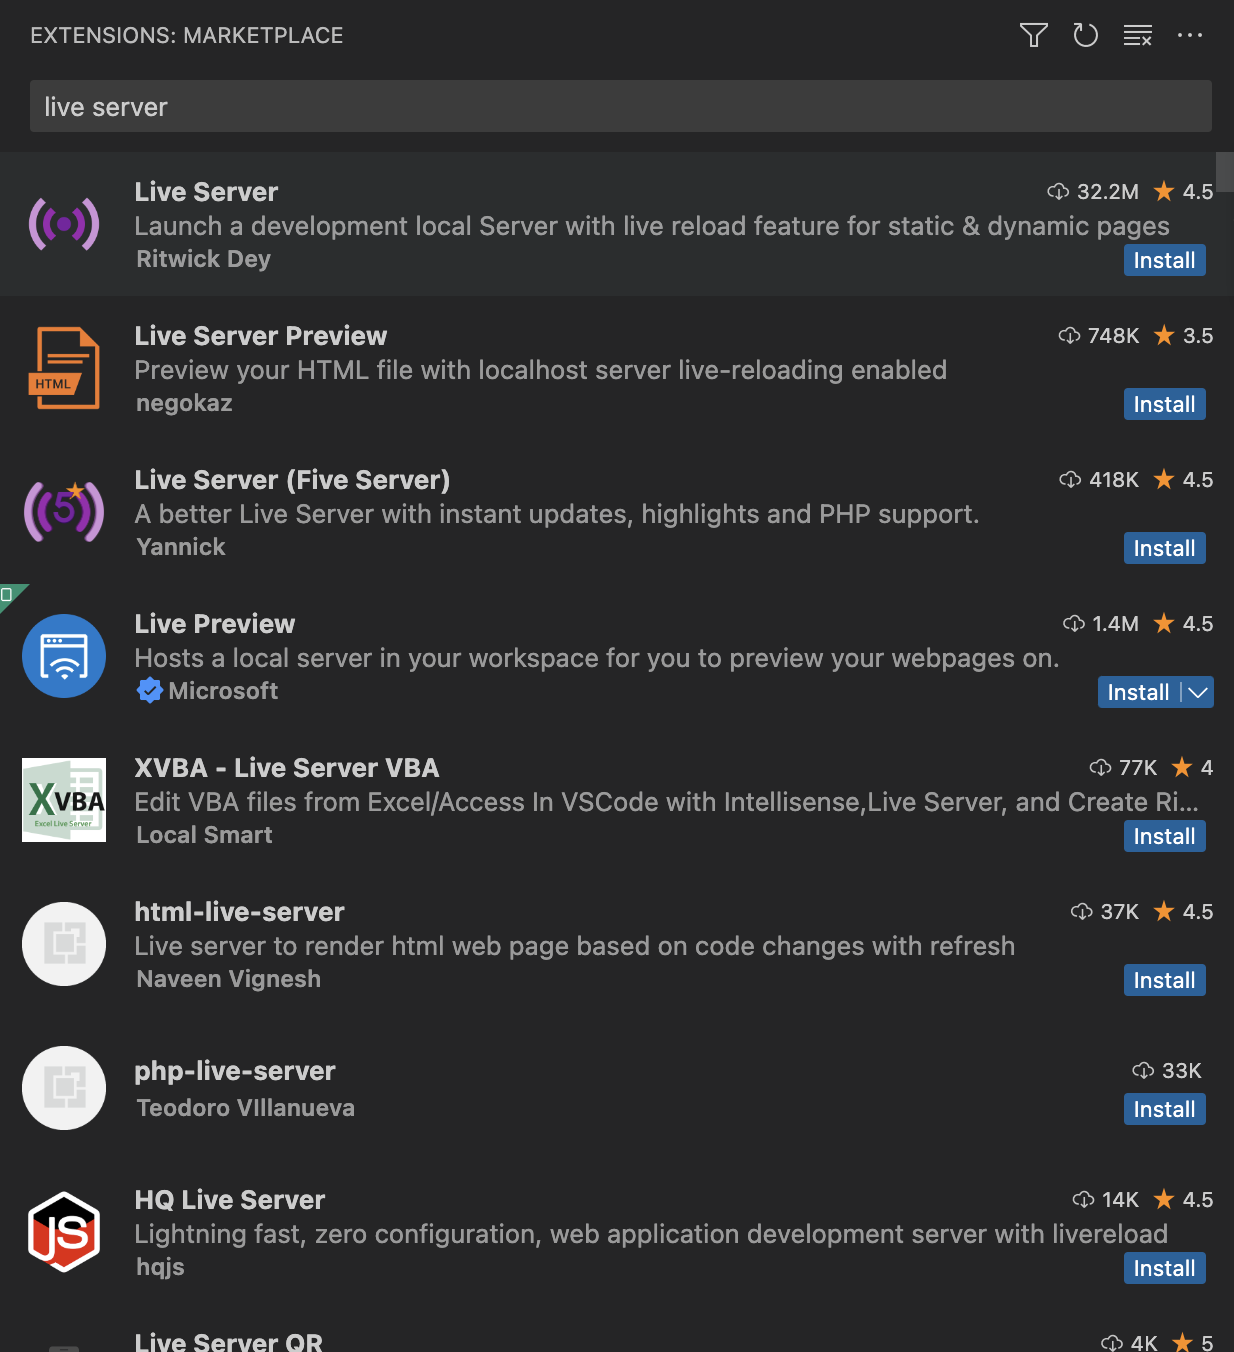 EXTENSIONS: MARKETPLACE
live server
Live Server 32.2M 4.5
Launch a development local Server with live reload feature for static & dynamic pages
Ritwick Dey Install
Live Server Preview 748K 3.5
HTML
Preview your HTML file with localhost server live-reloading enabled
negokaz Install
Live Server (Five Server) 418K 4.5
5
A better Live Server with instant updates, highlights and PHP support.
Yannick Install
Live Preview 1.4M 4.5
Hosts a local server in your workspace for you to preview your webpages on.
Microsoft Install
XVBA - Live Server VBA 77K 4
XVBA
Excel Live Server
Edit VBA files from Excel/Access In VSCode with Intellisense,Live Server, and Create Ri...
Local Smart Install
html-live-server 37K 4.5
Live server to render html web page based on code changes with refresh
Naveen Vignesh Install
php-live-server 33K
Teodoro VIllanueva Install
HQ Live Server 14K 4.5
JS
Lightning fast, zero configuration, web application development server with livereload
hqjs Install
Live Server QR 4K 5